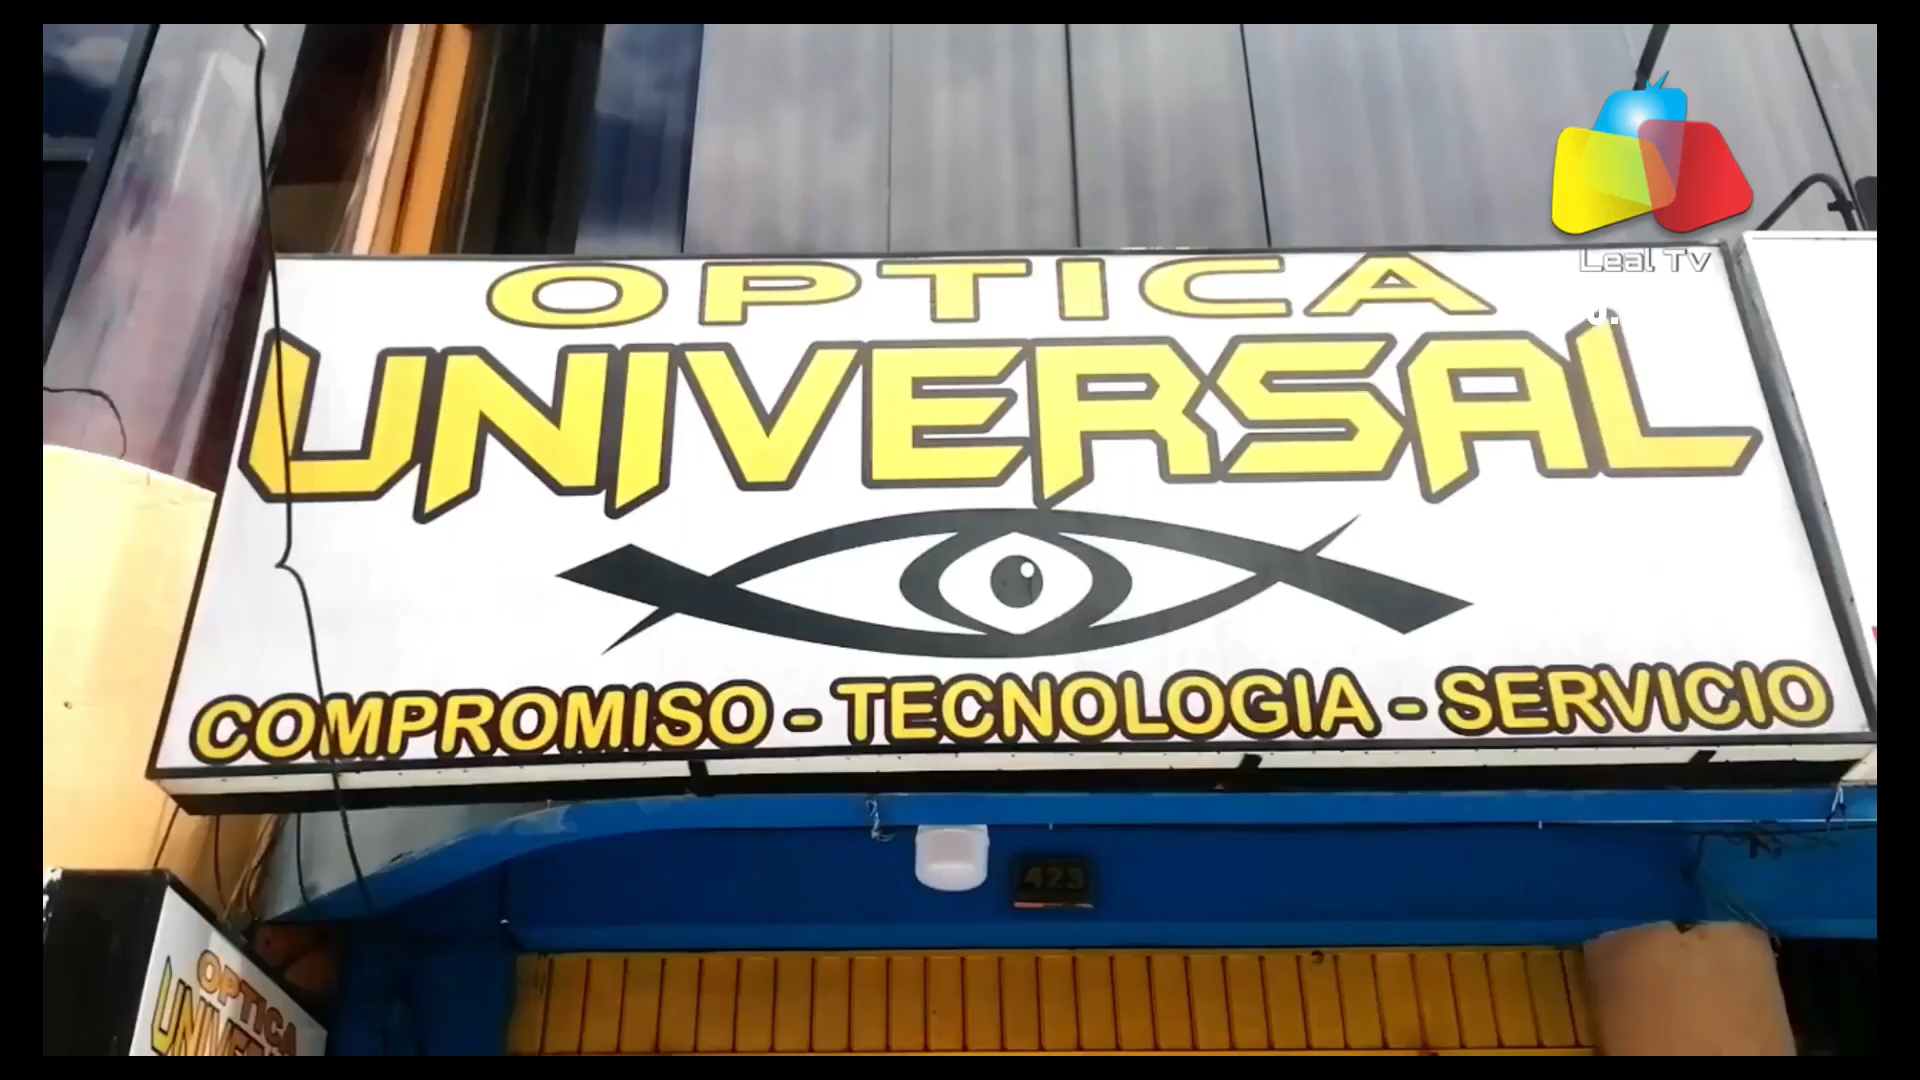 Leal Tv
OPTICA
UNIVERSAL
COMPROMISO - TECNOLOGIA - SERVICIO
423
OPTICA